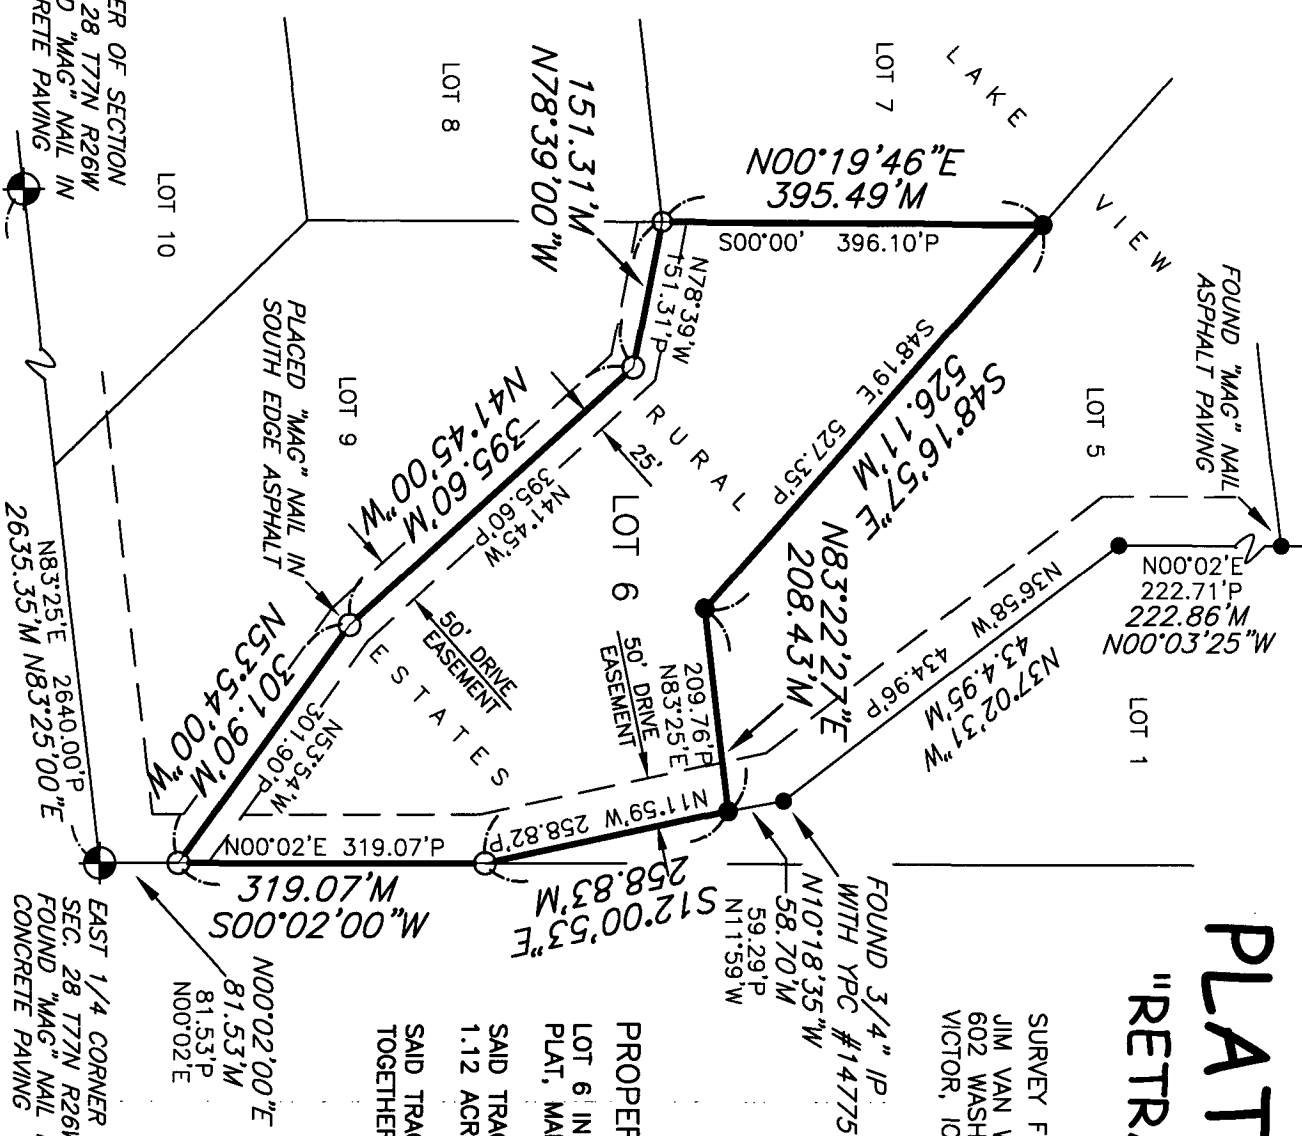 PLAT
"RETR
SURVEY F
JIM VAN
602 WASH
VICTOR, IO
PROPER
LOT 6 IN
PLAT, MA
SAID TRA
1.12 ACR
SAID TRA
TOGETHER
FOUND "MAG" NAIL
ASPHALT PAVING
LAKE
VIEW
RURAL
ESTATES
LOT 7
LOT 5
LOT 1
LOT 8
LOT 6
LOT 9
LOT 10
N00°19'46"E
395.49'M
S00°00' 396.10'P
S48°19'E 527.35'P
S48°16'57"E
526.11'M
N83°22'27"E
208.43'M
209.76'P
N83°25'E
N00°02'E
222.71'P
222.86'M
N00°03'25"W
N36°58'W 434.96'P
N37°02'31"W
43.4.95'M
151.31'M
N78°39'00"W
N78°39'W
151.31'P
395.60'M
N41°45'00"W
N41°45'W
395.60'P
25'
50' DRIVE
EASEMENT
50' DRIVE
EASEMENT
PLACED "MAG" NAIL IN
SOUTH EDGE ASPHALT
301.90'M
N53°54'00"W
N53°54'W
301.90'P
N00°02'E 319.07'P
319.07'M
S00°02'00"W
N11°59'W 258.82'P
S12°00'53"E
258.83'M
FOUND 3/4" IP
WITH YPC #14775
N10°18'35"W
58.70'M
59.29'P
N11°59'W
N00°02'00"E
81.53'M
81.53'P
N00°02'E
N83°25'E 2640.00'P
2635.35'M N83°25'00"E
ER OF SECTION
28 T77N R26W
D "MAG" NAIL IN
RETE PAVING
EAST 1/4 CORNER
SEC. 28 T77N R26W
FOUND "MAG" NAIL
CONCRETE PAVING